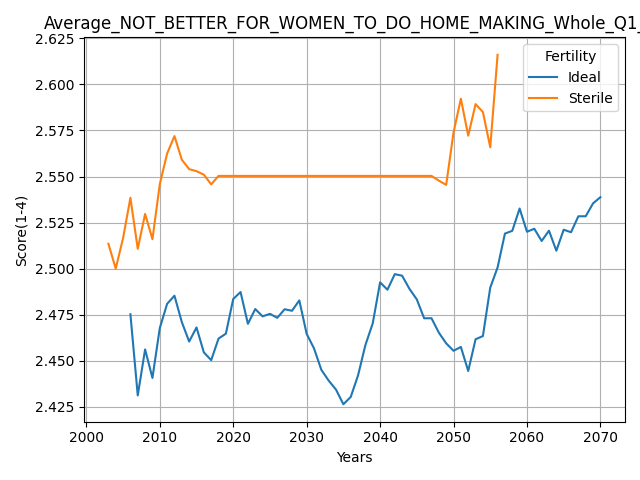 Average_NOT_BETTER_FOR_WOMEN_TO_DO_HOME_MAKING_Whole_Q1_
Score(1-4)
2.625
2.600
2.575
2.550
2.525
2.500
2.475
2.450
2.425
Fertility
Ideal
Sterile
2000 2010 2020 2030 2040 2050 2060 2070
Years